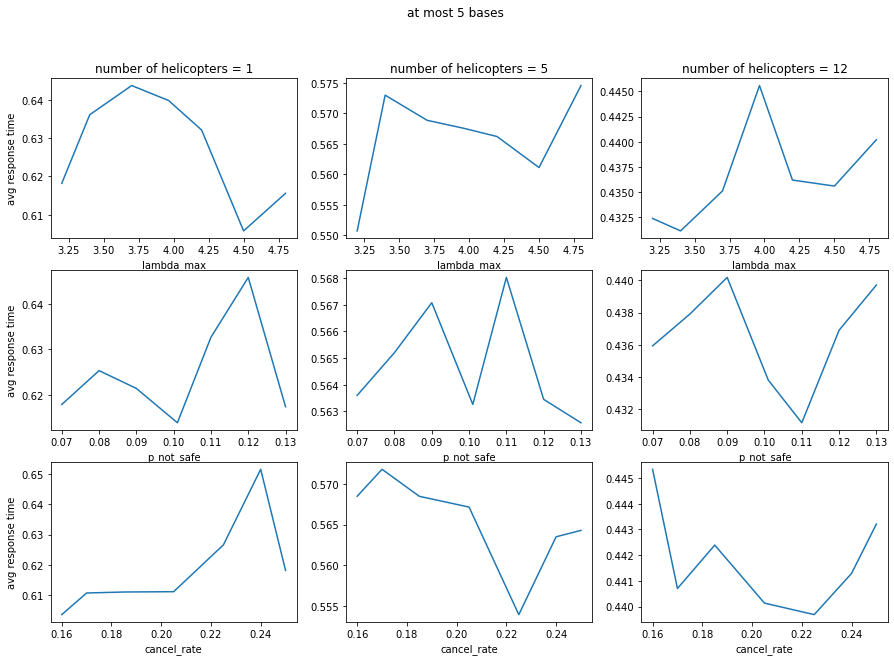 at most 5 bases
number of helicopters = 1
number of helicopters = 5
number of helicopters = 12
avg response time
0.64
0.63
0.62
0.61
3.25 3.50 3.75 4.00 4.25 4.50 4.75
lambda_max
0.575
0.570
0.565
0.560
0.555
0.550
3.25 3.50 3.75 4.00 4.25 4.50 4.75
lambda_max
0.4450
0.4425
0.4400
0.4375
0.4350
0.4325
3.25 3.50 3.75 4.00 4.25 4.50 4.75
lambda_max
avg response time
0.64
0.63
0.62
0.07 0.08 0.09 0.10 0.11 0.12 0.13
p_not_safe
0.568
0.567
0.566
0.565
0.564
0.563
0.07 0.08 0.09 0.10 0.11 0.12 0.13
p_not_safe
0.440
0.438
0.436
0.434
0.432
0.07 0.08 0.09 0.10 0.11 0.12 0.13
p_not_safe
avg response time
0.65
0.64
0.63
0.62
0.61
0.16 0.18 0.20 0.22 0.24
cancel_rate
0.570
0.565
0.560
0.555
0.16 0.18 0.20 0.22 0.24
cancel_rate
0.445
0.444
0.443
0.442
0.441
0.440
0.16 0.18 0.20 0.22 0.24
cancel_rate